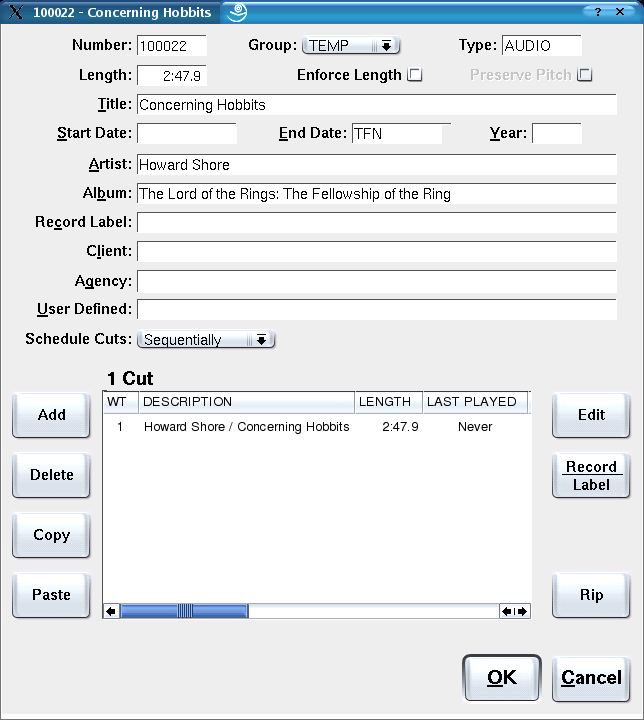 100022 - Concerning Hobbits ? X
Number: 100022 Group: TEMP Type: AUDIO
Length: 2:47.9 Enforce Length Preserve Pitch
Title: Concerning Hobbits
Start Date: End Date: TFN Year:
Artist: Howard Shore
Album: The Lord of the Rings: The Fellowship of the Ring
Record Label:
Client:
Agency:
User Defined:
Schedule Cuts: Sequentially
1 Cut
WT DESCRIPTION LENGTH LAST PLAYED
1 Howard Shore / Concerning Hobbits 2:47.9 Never
Add
Delete
Copy
Paste
Edit
Record
Label
Rip
OK Cancel